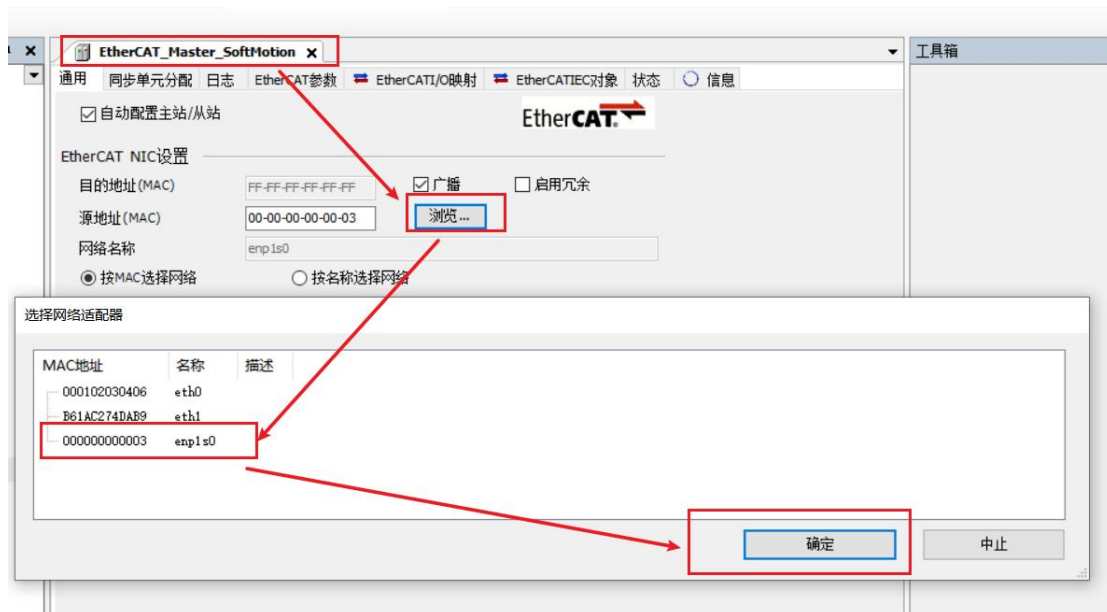 EtherCAT_Master_SoftMotion
工具箱
通用 同步单元分配 日志 EtherCAT参数 EtherCATI/O映射 EtherCATIEC对象 状态 信息
自动配置主站/从站
EtherCAT
EtherCAT NIC设置
目的地址(MAC) FF-FF-FF-FF-FF-FF 广播 启用冗余
源地址(MAC) 00-00-00-00-00-03 浏览...
网络名称 enp1s0
按MAC选择网络 按名称选择网络
选择网络适配器
MAC地址 名称 描述
000102030406 eth0
B61AC274DAB9 eth1
000000000003 enp1s0
确定 中止